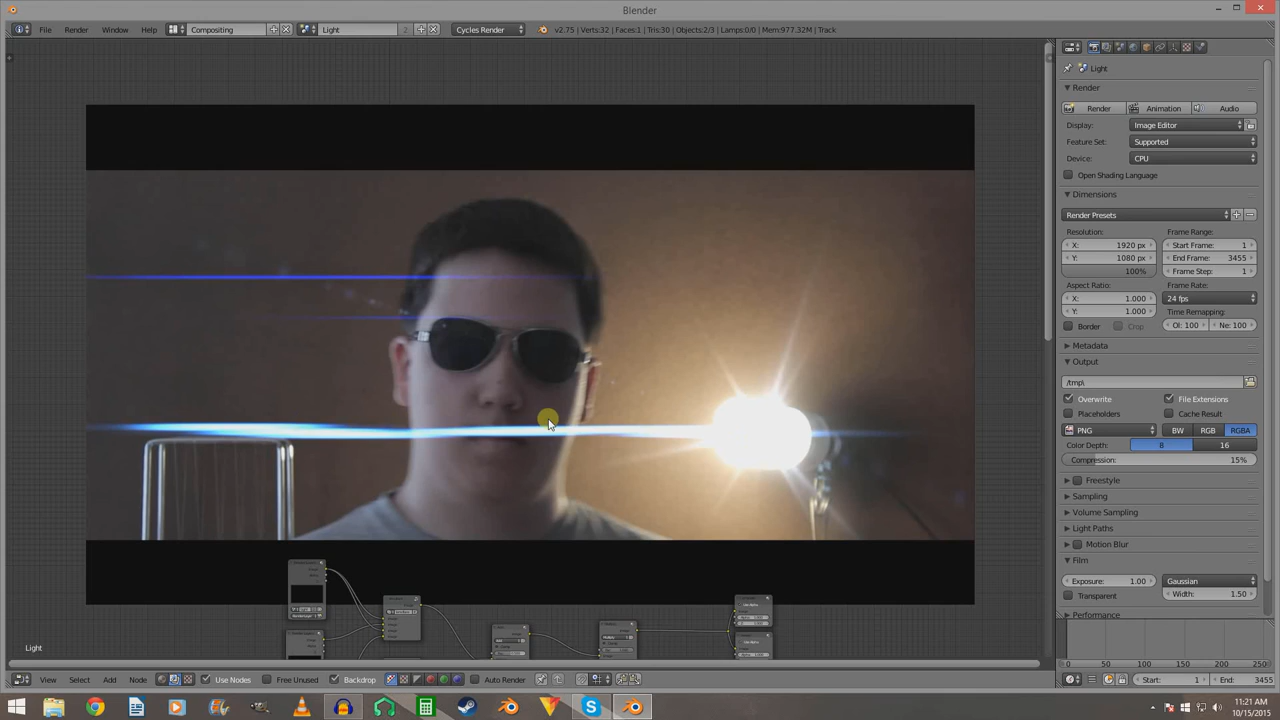 Blender
File Render Window Help Compositing Light 2 Cycles Render v2.75 | Verts:32 | Faces:1 | Tris:30 | Objects:2/3 | Lamps:0/0 | Mem:977.32M | Track
Light
Render
Render Animation Audio
Display: Image Editor
Feature Set: Supported
Device: CPU
Open Shading Language
Dimensions
Render Presets
Resolution: Frame Range:
X: 1920 px Start Frame: 1
Y: 1080 px End Frame: 3455
100% Frame Step: 1
Aspect Ratio: Frame Rate:
X: 1.000 24 fps
Y: 1.000 Time Remapping:
Border Crop Ol: 100 Ne: 100
Metadata
Output
/tmp\
Overwrite File Extensions
Placeholders Cache Result
PNG BW RGB RGBA
Color Depth: 8 16
Compression: 15%
Freestyle
Sampling
Volume Sampling
Light Paths
Motion Blur
Film
Exposure: 1.00 Gaussian
Transparent Width: 1.50
Performance
Light
0 50 100 150 200 250
View Select Add Node Use Nodes Free Unused Backdrop Auto Render Start: 1 End: 3455
11:21 AM
10/15/2015